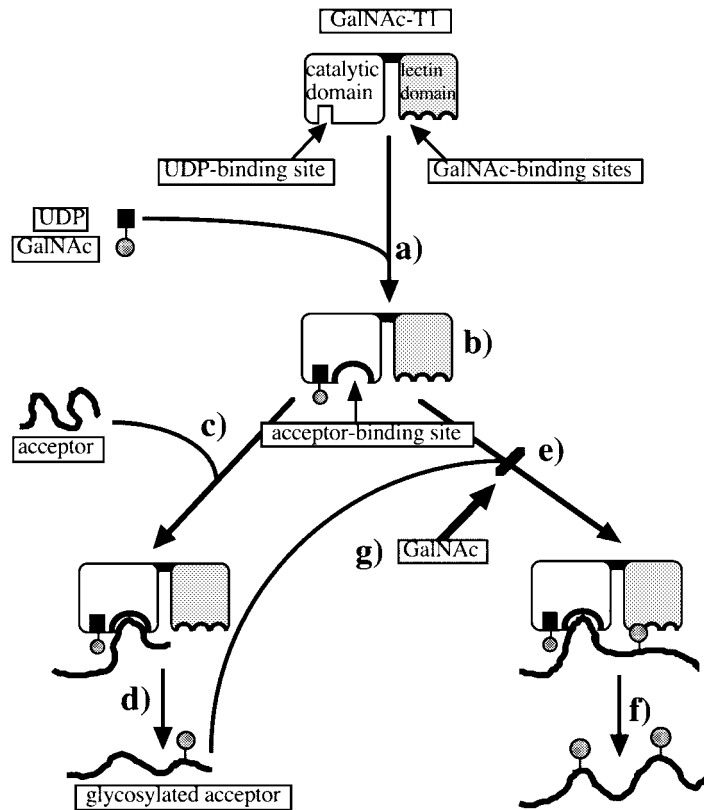 GalNAc-T1
catalytic
domain
lectin
domain
UDP-binding site
GalNAc-binding sites
UDP
GalNAc
a)
b)
acceptor
c)
acceptor-binding site
e)
g)
GalNAc
d)
f)
glycosylated acceptor